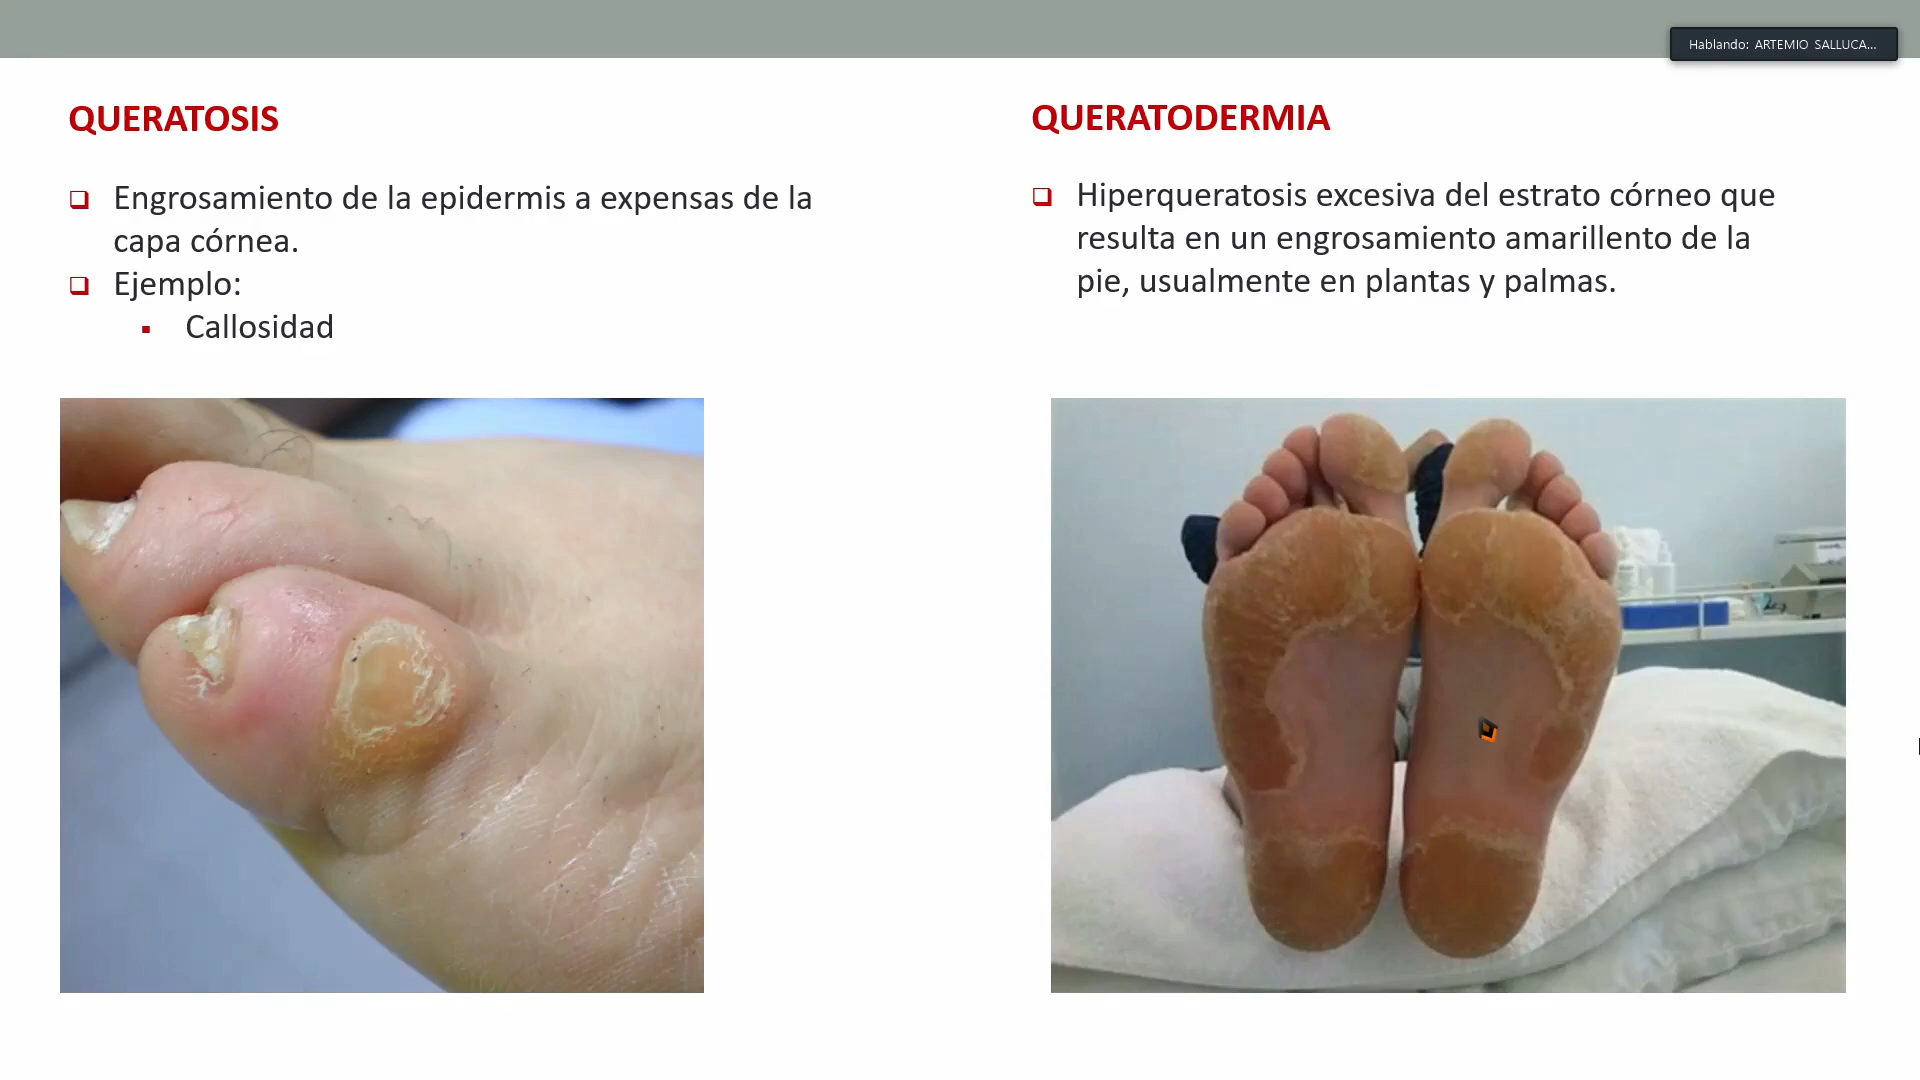 Hablando: ARTEMIO SALLUCA...
QUERATOSIS
❑ Engrosamiento de la epidermis a expensas de la
capa córnea.
❑ Ejemplo:
▪ Callosidad
QUERATODERMIA
❑ Hiperqueratosis excesiva del estrato córneo que
resulta en un engrosamiento amarillento de la
pie, usualmente en plantas y palmas.